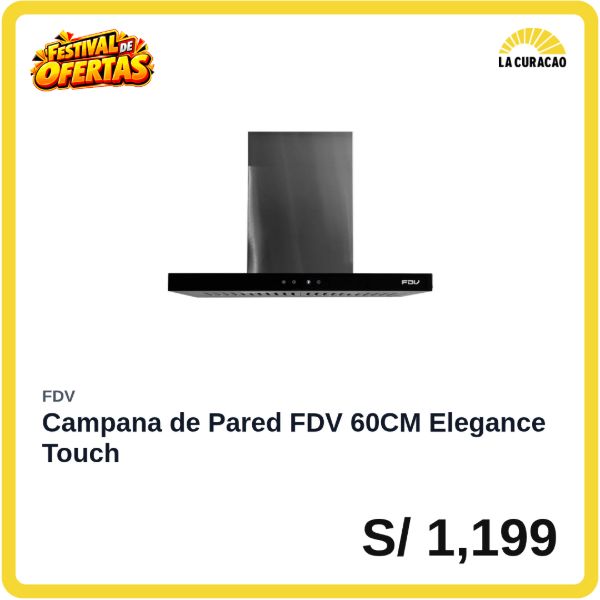 FESTIVAL DE
OFERTAS
LA CURACAO
FDV
FDV
Campana de Pared FDV 60CM Elegance
Touch
S/ 1,199